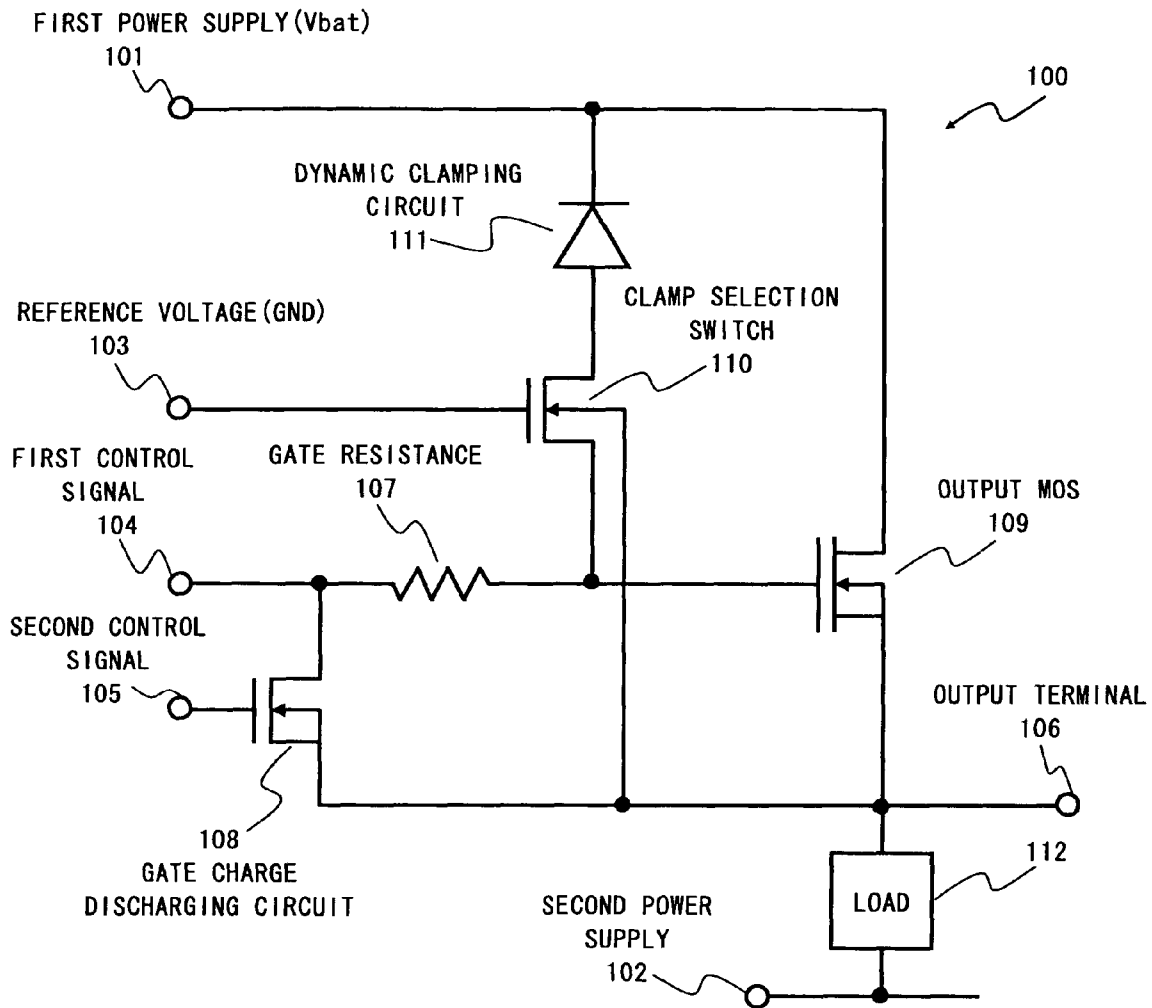 FIRST POWER SUPPLY(Vbat)
101
100
DYNAMIC CLAMPING
CIRCUIT
111
REFERENCE VOLTAGE(GND)
103
CLAMP SELECTION
SWITCH
110
FIRST CONTROL
SIGNAL
104
GATE RESISTANCE
107
OUTPUT MOS
109
SECOND CONTROL
SIGNAL
105
OUTPUT TERMINAL
106
108
GATE CHARGE
DISCHARGING CIRCUIT
112
LOAD
SECOND POWER
SUPPLY
102